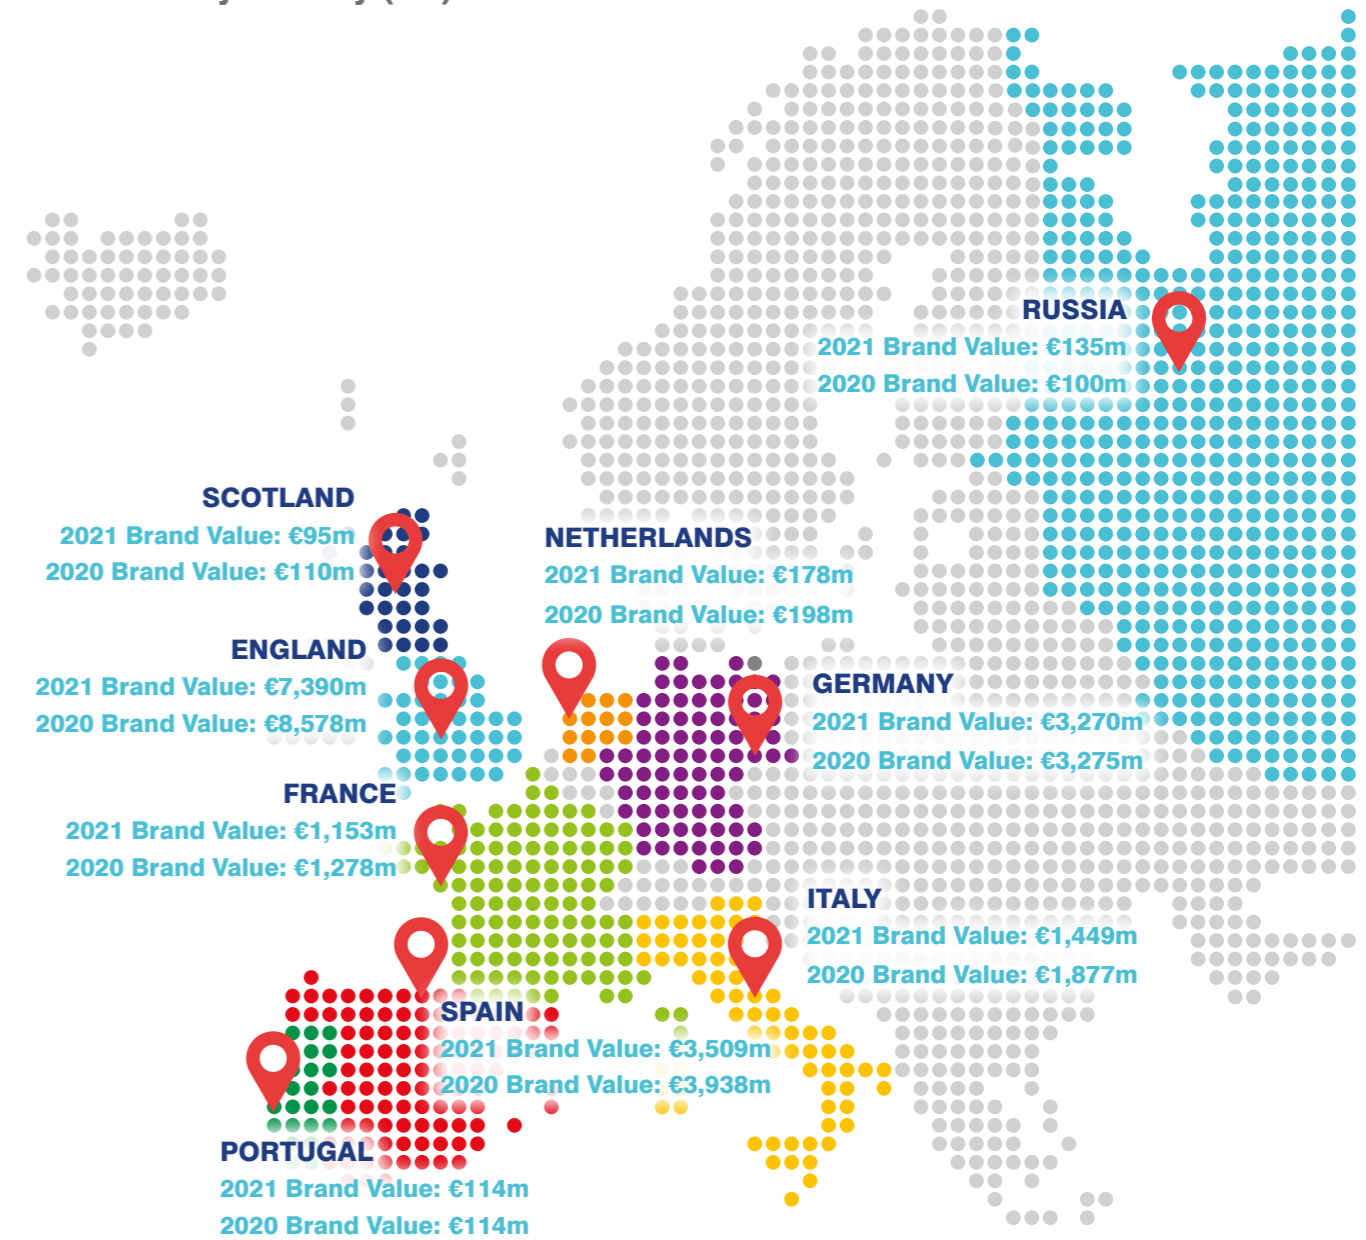 RUSSIA
2021 Brand Value: €135m
2020 Brand Value: €100m
SCOTLAND
2021 Brand Value: €95m
2020 Brand Value: €110m
NETHERLANDS
2021 Brand Value: €178m
2020 Brand Value: €198m
ENGLAND
2021 Brand Value: €7,390m
2020 Brand Value: €8,578m
GERMANY
2021 Brand Value: €3,270m
2020 Brand Value: €3,275m
FRANCE
2021 Brand Value: €1,153m
2020 Brand Value: €1,278m
ITALY
2021 Brand Value: €1,449m
2020 Brand Value: €1,877m
SPAIN
2021 Brand Value: €3,509m
2020 Brand Value: €3,938m
PORTUGAL
2021 Brand Value: €114m
2020 Brand Value: €114m